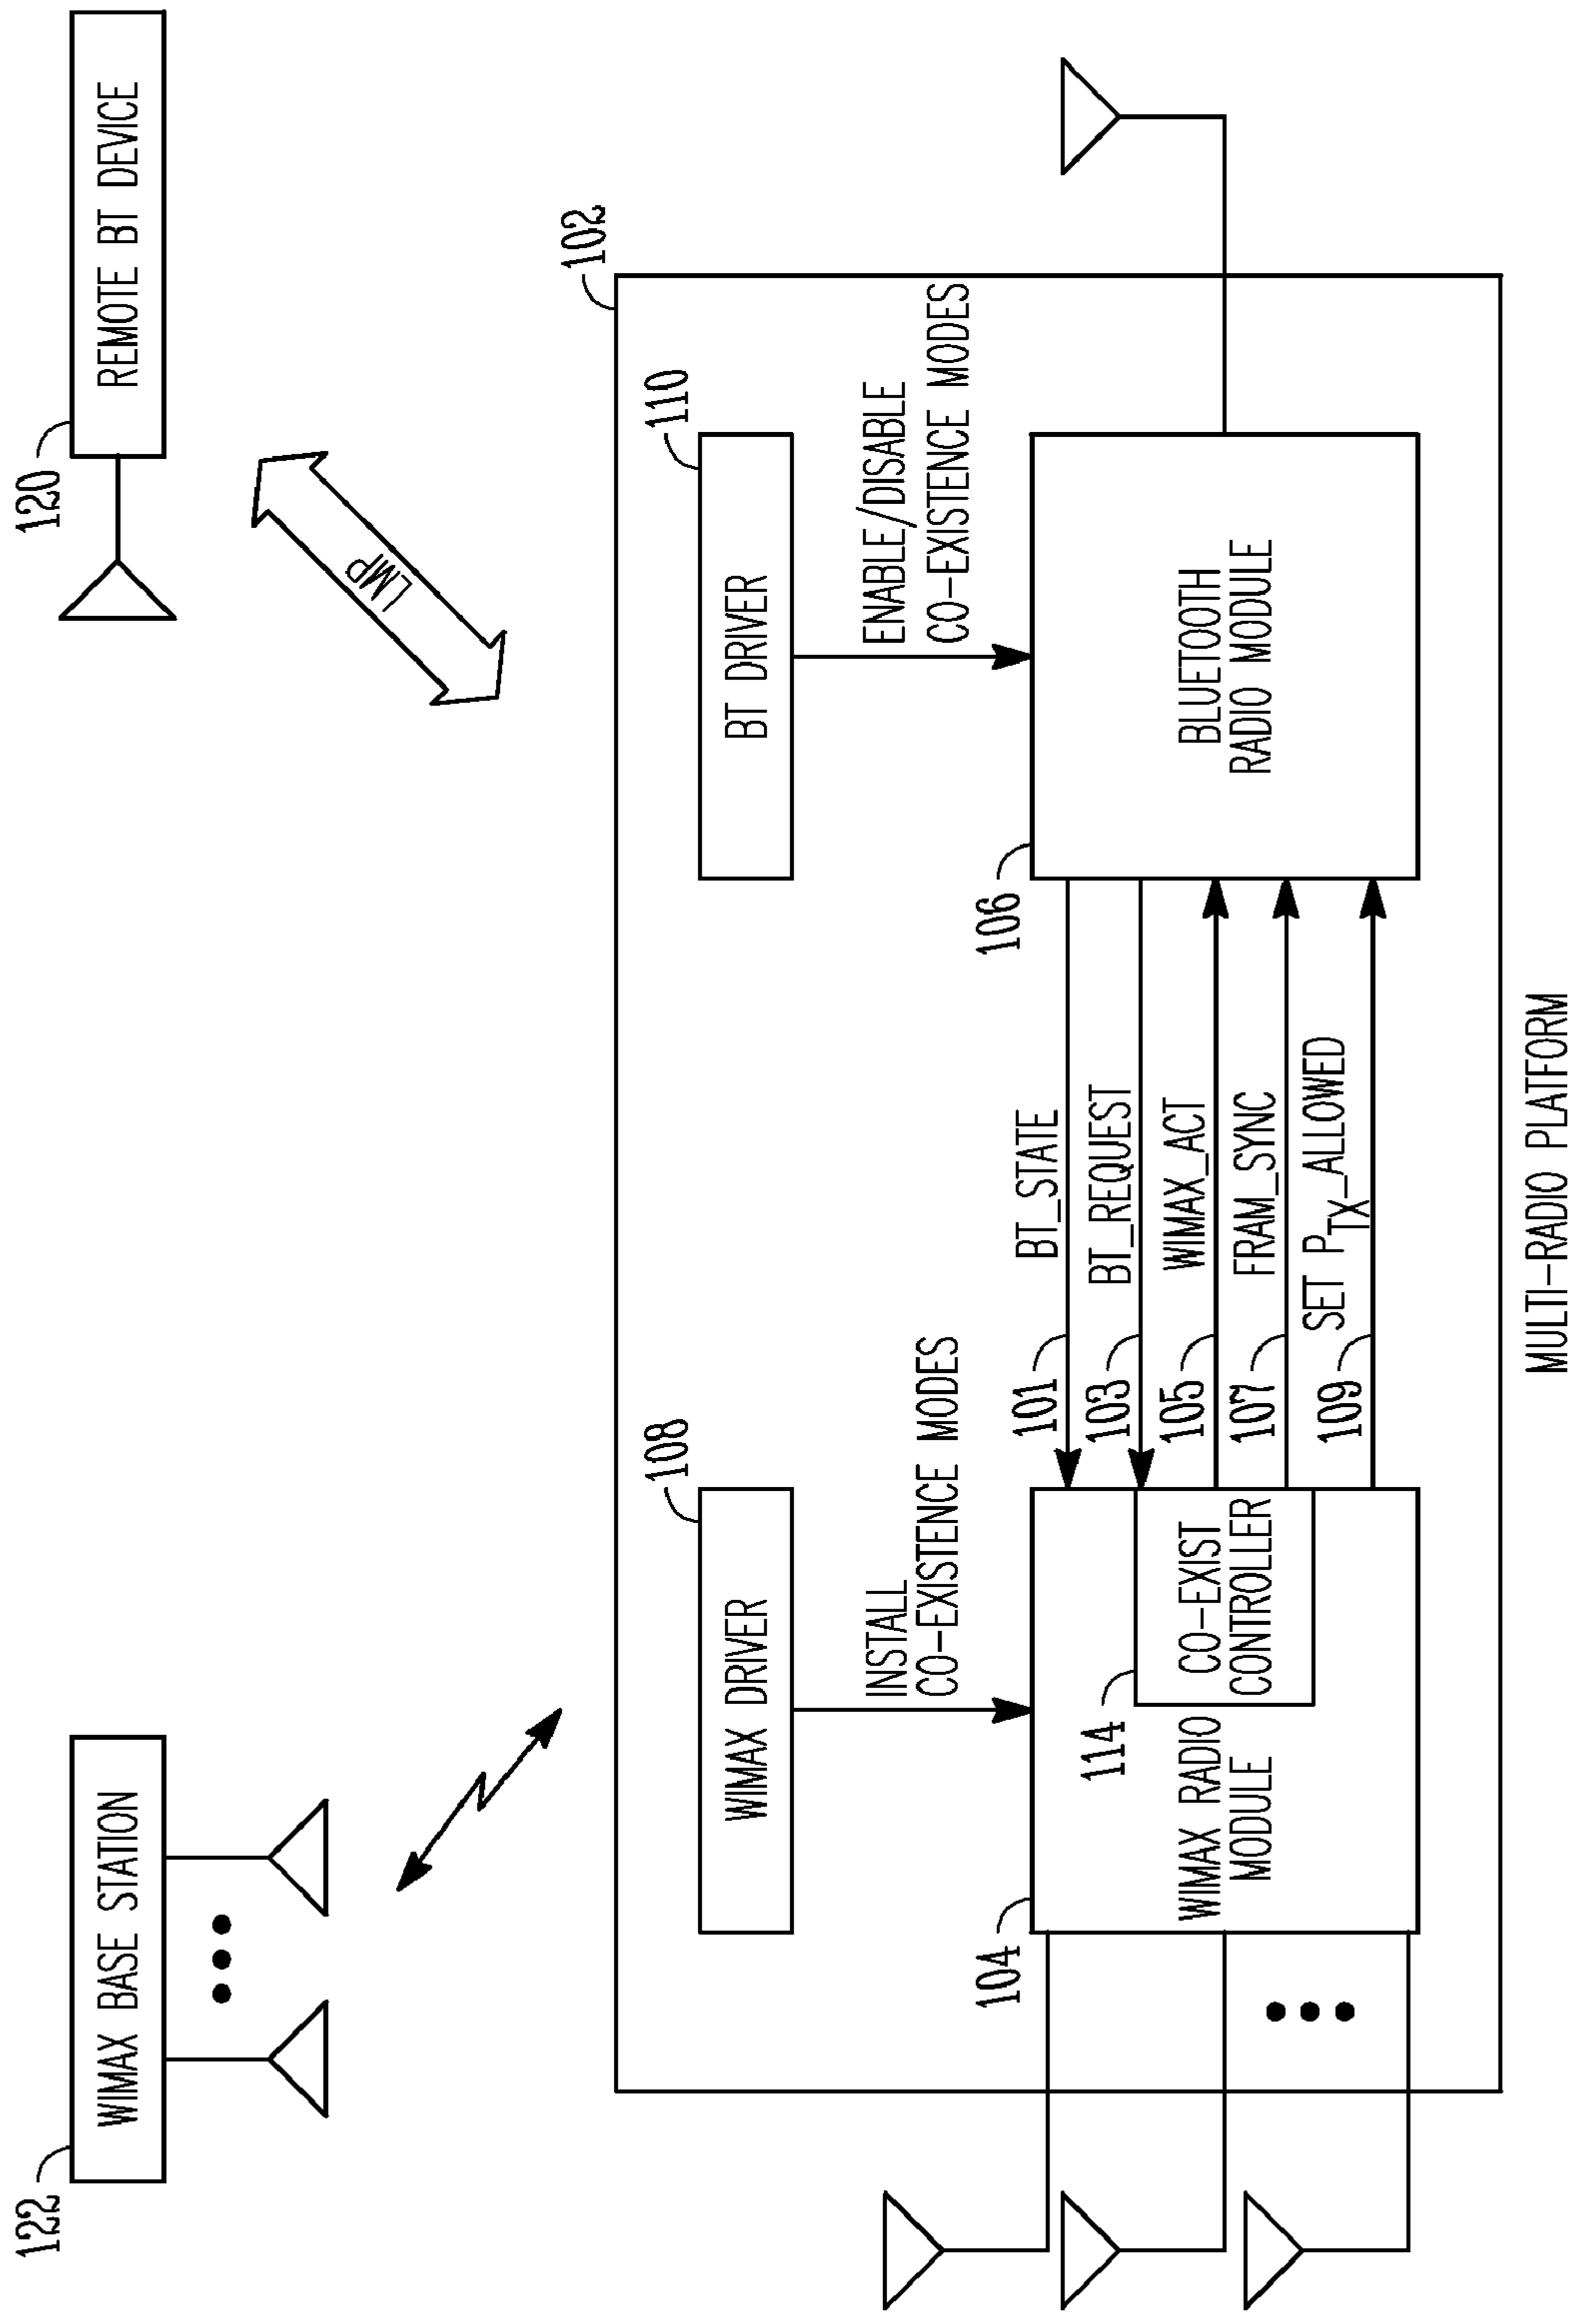 122
WIMAX BASE STATION
120
REMOTE BT DEVICE
LMP
102
108
WIMAX DRIVER
110
BT DRIVER
INSTALL
CO-EXISTENCE MODES
ENABLE/DISABLE
CO-EXISTENCE MODES
104
WIMAX RADIO
MODULE
114
CO-EXIST
CONTROLLER
101
BT_STATE
103
BT_REQUEST
105
WIMAX_ACT
107
FRAM_SYNC
109
SET PTX_ALLOWED
106
BLUETOOTH
RADIO MODULE
MULTI-RADIO PLATFORM